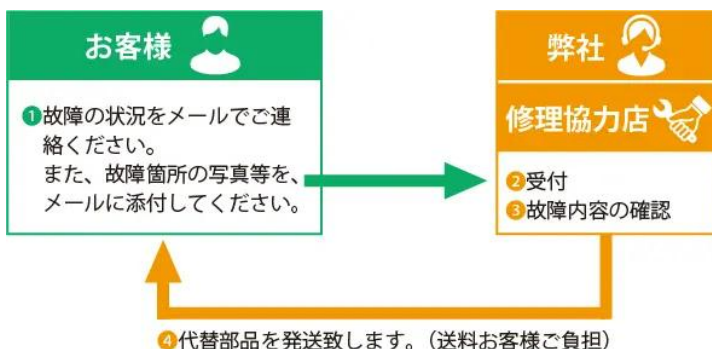 お客様
❶故障の状況をメールでご連
絡ください。
また、故障箇所の写真等を、
メールに添付してください。
弊社
修理協力店
❷受付
❸故障内容の確認
❹代替部品を発送致します。(送料お客様ご負担)